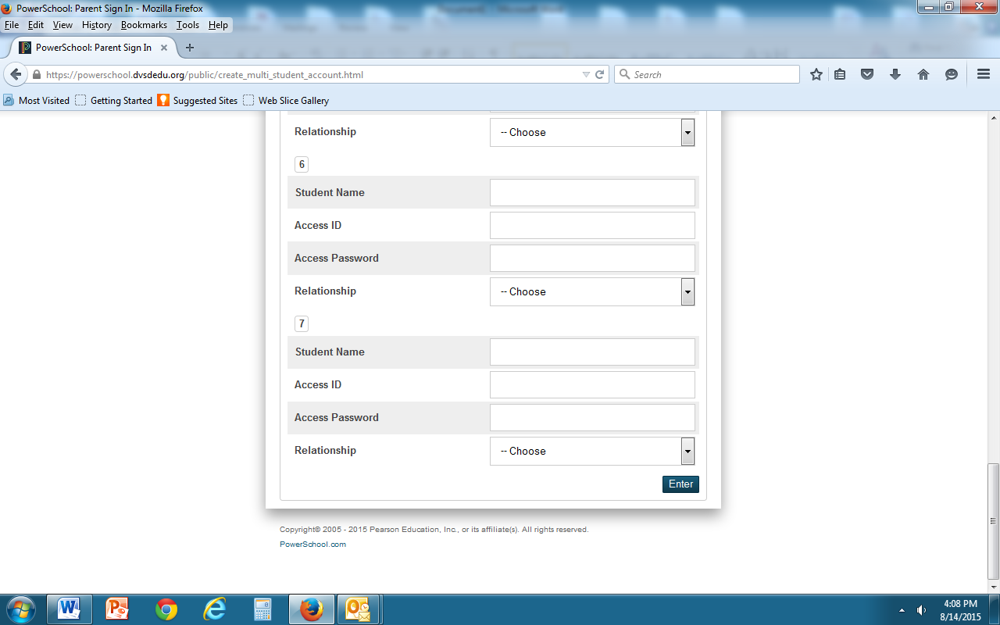 PowerSchool: Parent Sign In - Mozilla Firefox
File Edit View History Bookmarks Tools Help
PowerSchool: Parent Sign In
https://powerschool.dvsdedu.org/public/create_multi_student_account.html
Search
Most Visited Getting Started Suggested Sites Web Slice Gallery
Relationship -- Choose
6
Student Name
Access ID
Access Password
Relationship -- Choose
7
Student Name
Access ID
Access Password
Relationship -- Choose
Enter
Copyright© 2005 - 2015 Pearson Education, Inc., or its affiliate(s). All rights reserved.
PowerSchool.com
4:08 PM
8/14/2015